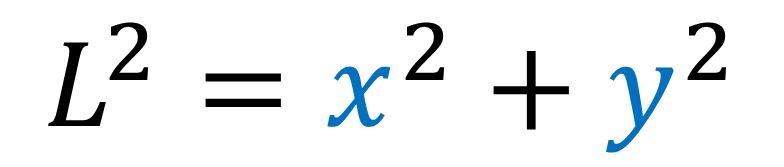 L² = x² + y²